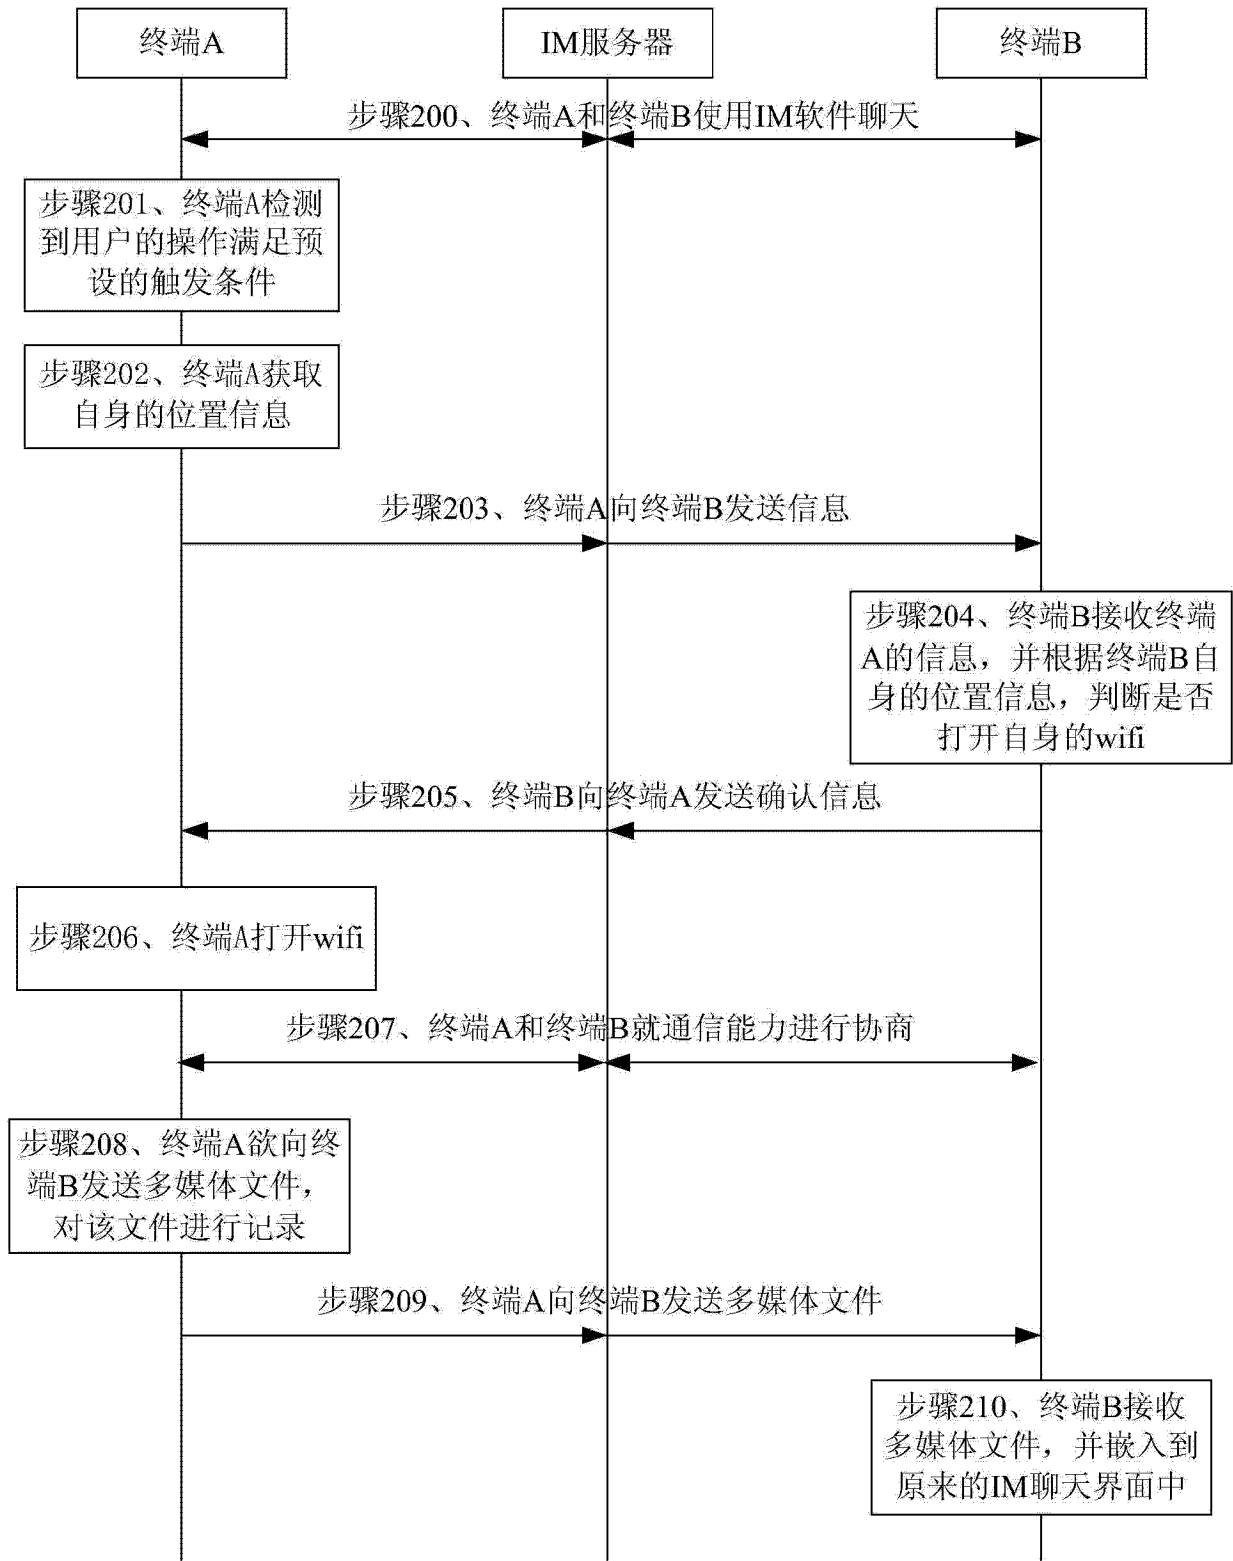 终端A
IM服务器
终端B
步骤200、终端A和终端B使用IM软件聊天
步骤201、终端A检测
到用户的操作满足预
设的触发条件
步骤202、终端A获取
自身的位置信息
步骤203、终端A向终端B发送信息
步骤204、终端B接收终端
A的信息，并根据终端B自
身的位置信息，判断是否
打开自身的wifi
步骤205、终端B向终端A发送确认信息
步骤206、终端A打开wifi
步骤207、终端A和终端B就通信能力进行协商
步骤208、终端A欲向终
端B发送多媒体文件，
对该文件进行记录
步骤209、终端A向终端B发送多媒体文件
步骤210、终端B接收
多媒体文件，并嵌入到
原来的IM聊天界面中